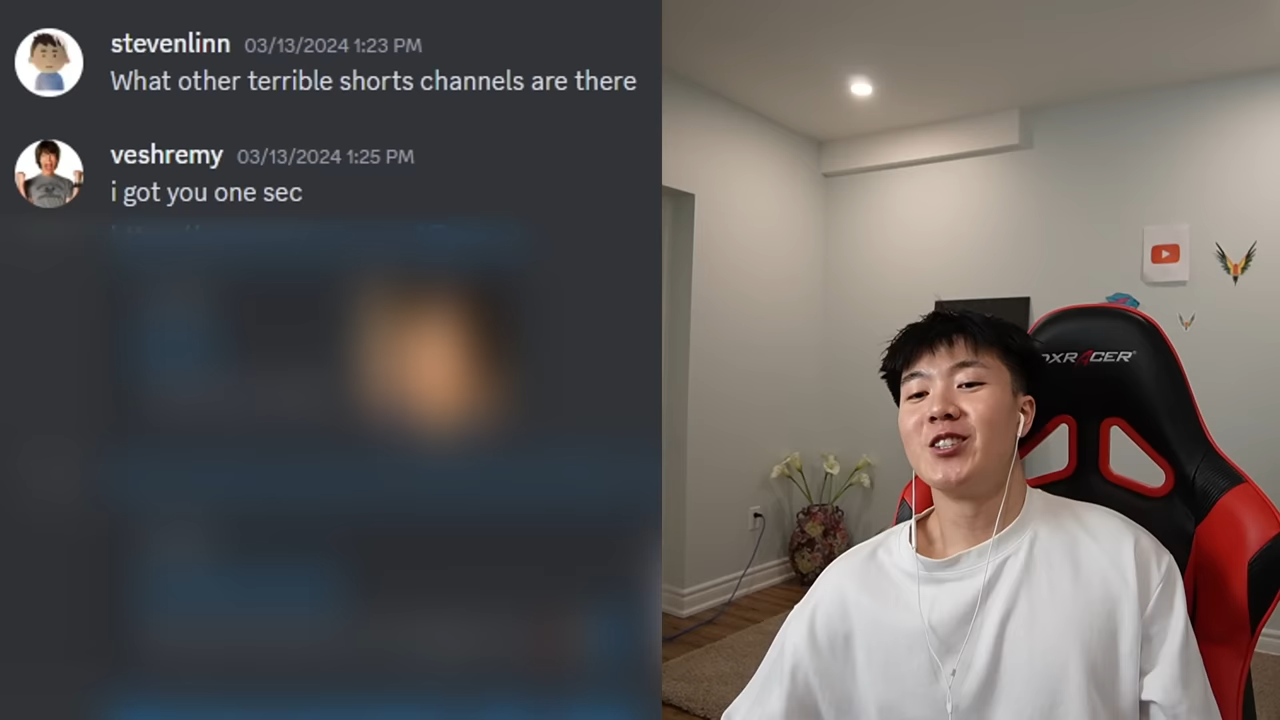 stevenlinn 03/13/2024 1:23 PM
What other terrible shorts channels are there
veshremy 03/13/2024 1:25 PM
i got you one sec
DXRACER